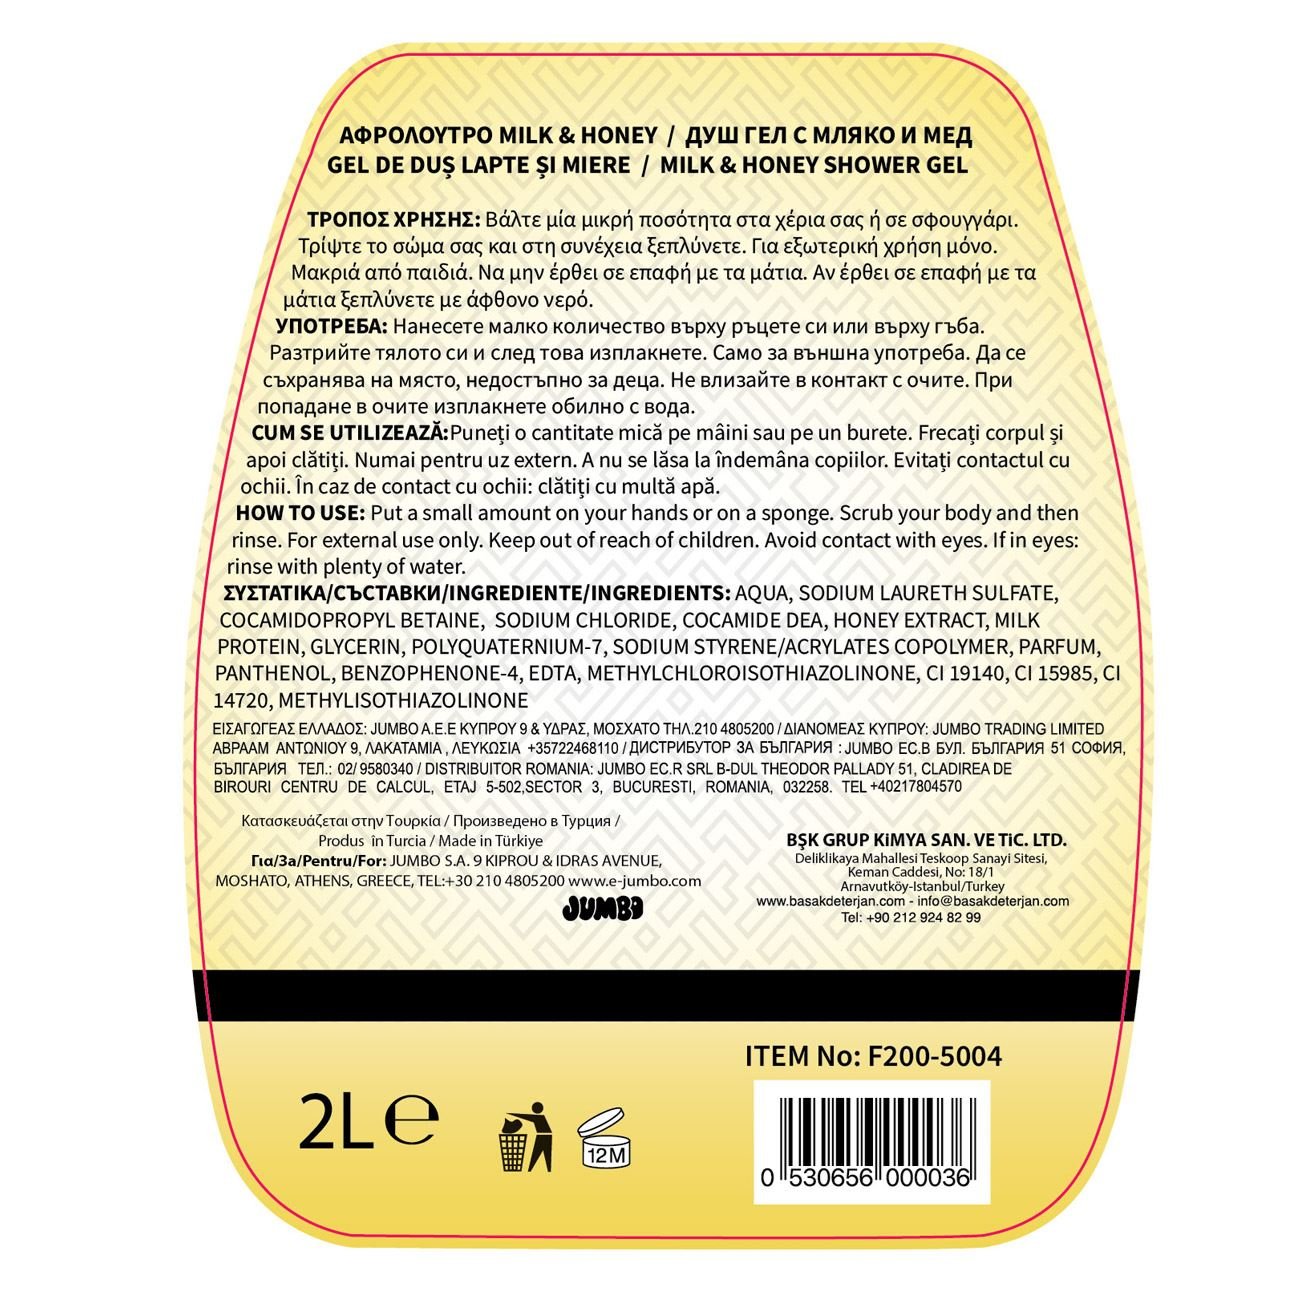 ΑΦΡΟΛΟΥΤΡΟ MILK & HONEY / ДУШ ГЕЛ С МЛЯКО И МЕД
GEL DE DUȘ LAPTE ȘI MIERE / MILK & HONEY SHOWER GEL
ΤΡΟΠΟΣ ΧΡΗΣΗΣ: Βάλτε μία μικρή ποσότητα στα χέρια σας ή σε σφουγγάρι.
Τρίψτε το σώμα σας και στη συνέχεια ξεπλύνετε. Για εξωτερική χρήση μόνο.
Μακριά από παιδιά. Να μην έρθει σε επαφή με τα μάτια. Αν έρθει σε επαφή με τα
μάτια ξεπλύνετε με άφθονο νερό.
УПОТРЕБА: Нанесете малко количество върху ръцете си или върху гъба.
Разтрийте тялото си и след това изплакнете. Само за външна употреба. Да се
съхранява на място, недостъпно за деца. Не влизайте в контакт с очите. При
попадане в очите изплакнете обилно с вода.
CUM SE UTILIZEAZĂ:Puneți o cantitate mică pe mâini sau pe un burete. Frecați corpul și
apoi clătiți. Numai pentru uz extern. A nu se lăsa la îndemâna copiilor. Evitați contactul cu
ochii. În caz de contact cu ochii: clătiți cu multă apă.
HOW TO USE: Put a small amount on your hands or on a sponge. Scrub your body and then
rinse. For external use only. Keep out of reach of children. Avoid contact with eyes. If in eyes:
rinse with plenty of water.
ΣΥΣΤΑΤΙΚΑ/СЪСТАВКИ/INGREDIENTE/INGREDIENTS: AQUA, SODIUM LAURETH SULFATE,
COCAMIDOPROPYL BETAINE, SODIUM CHLORIDE, COCAMIDE DEA, HONEY EXTRACT, MILK
PROTEIN, GLYCERIN, POLYQUATERNIUM-7, SODIUM STYRENE/ACRYLATES COPOLYMER, PARFUM,
PANTHENOL, BENZOPHENONE-4, EDTA, METHYLCHLOROISOTHIAZOLINONE, CI 19140, CI 15985, CI
14720, METHYLISOTHIAZOLINONE
ΕΙΣΑΓΩΓΕΑΣ ΕΛΛΑΔΟΣ: JUMBO A.E.E ΚΥΠΡΟΥ 9 & ΥΔΡΑΣ, ΜΟΣΧΑΤΟ ΤΗΛ.210 4805200 / ΔΙΑΝΟΜΕΑΣ ΚΥΠΡΟΥ: JUMBO TRADING LIMITED
ΑΒΡΑΑΜ ΑΝΤΩΝΙΟΥ 9, ΛΑΚΑΤΑΜΙΑ , ΛΕΥΚΩΣΙΑ +35722468110 / ДИСТРИБУТОР ЗА БЪЛГАРИЯ : JUMBO EC.B БУЛ. БЪЛГАРИЯ 51 СОФИЯ,
БЪЛГАРИЯ ТЕЛ.: 02/ 9580340 / DISTRIBUITOR ROMANIA: JUMBO EC.R SRL B-DUL THEODOR PALLADY 51, CLADIREA DE
BIROURI CENTRU DE CALCUL, ETAJ 5-502,SECTOR 3, BUCURESTI, ROMANIA, 032258. TEL +40217804570
Κατασκευάζεται στην Τουρκία / Произведено в Турция /
Produs în Turcia / Made in Türkiye
Για/За/Pentru/For: JUMBO S.A. 9 KIPROU & IDRAS AVENUE,
MOSHATO, ATHENS, GREECE, TEL:+30 210 4805200 www.e-jumbo.com
JUMBO
BŞK GRUP KiMYA SAN. VE TiC. LTD.
Deliklikaya Mahallesi Teskoop Sanayi Sitesi,
Keman Caddesi, No: 18/1
Arnavutköy-Istanbul/Turkey
www.basakdeterjan.com - info@basakdeterjan.com
Tel: +90 212 924 82 99
ITEM No: F200-5004
2L ℮
12M
0 530656 000036